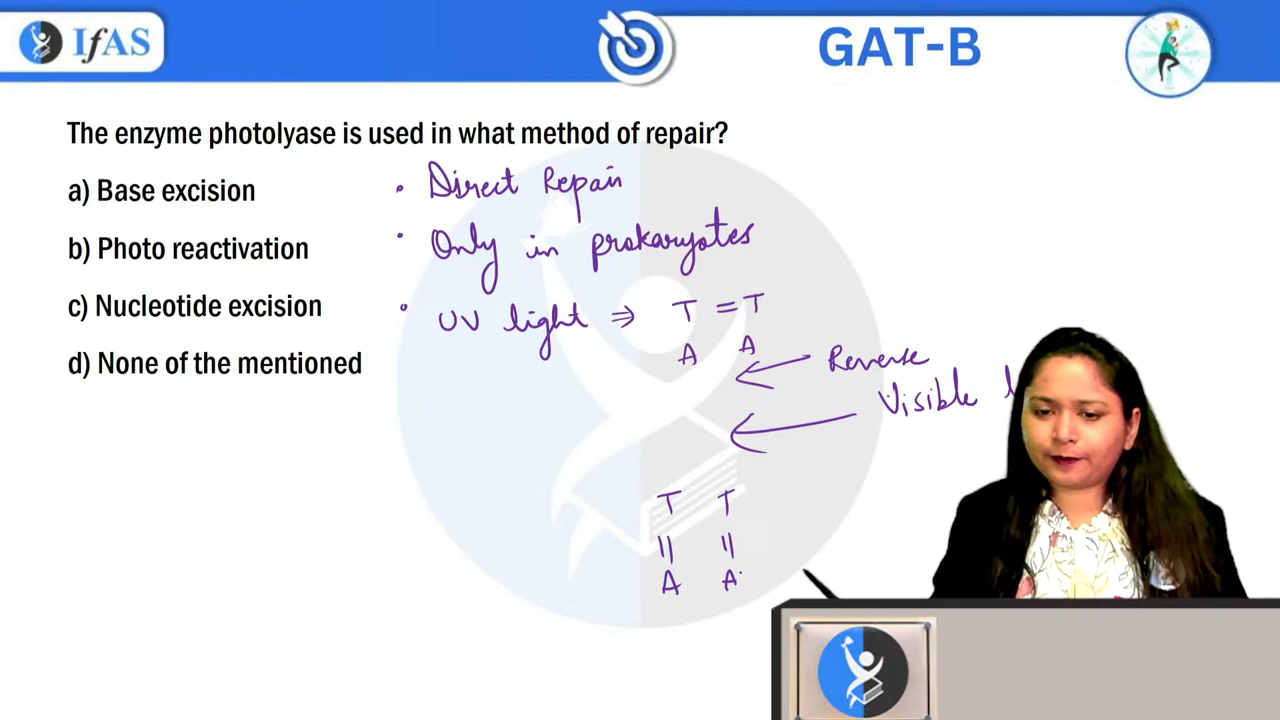 IfAS
GAT-B
The enzyme photolyase is used in what method of repair?
a) Base excision
• Direct Repair
b) Photo reactivation
• Only in prokaryotes
c) Nucleotide excision
• UV light ⇒ T = T
A A
d) None of the mentioned
Reverse
Visible
T T
|| ||
A A